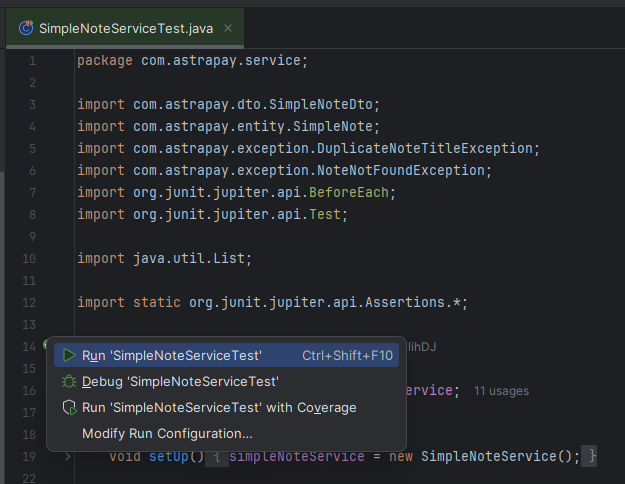 SimpleNoteServiceTest.java
1 package com.astrapay.service;
2
3 import com.astrapay.dto.SimpleNoteDto;
4 import com.astrapay.entity.SimpleNote;
5 import com.astrapay.exception.DuplicateNoteTitleException;
6 import com.astrapay.exception.NoteNotFoundException;
7 import org.junit.jupiter.api.BeforeEach;
8 import org.junit.jupiter.api.Test;
9
10 import java.util.List;
11
12 import static org.junit.jupiter.api.Assertions.*;
13
14 lihDJ
Run 'SimpleNoteServiceTest' Ctrl+Shift+F10
15
Debug 'SimpleNoteServiceTest'
16 ervice; 11 usages
Run 'SimpleNoteServiceTest' with Coverage
17
18
Modify Run Configuration...
19 void setUp() { simpleNoteService = new SimpleNoteService(); }
22